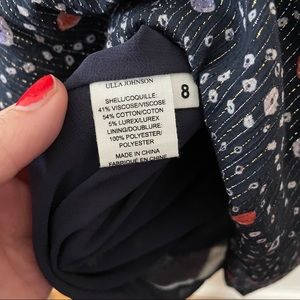 ULLA JOHNSON
8
SHELL/COQUILLE:
41% VISCOSE/VISCOSE
54% COTTON/COTTON
5% LUREX/LUREX
LINING/DOUBLURE:
100% POLYESTER/
POLYESTER
MADE IN CHINA
FABRIQUÉ EN CHINE